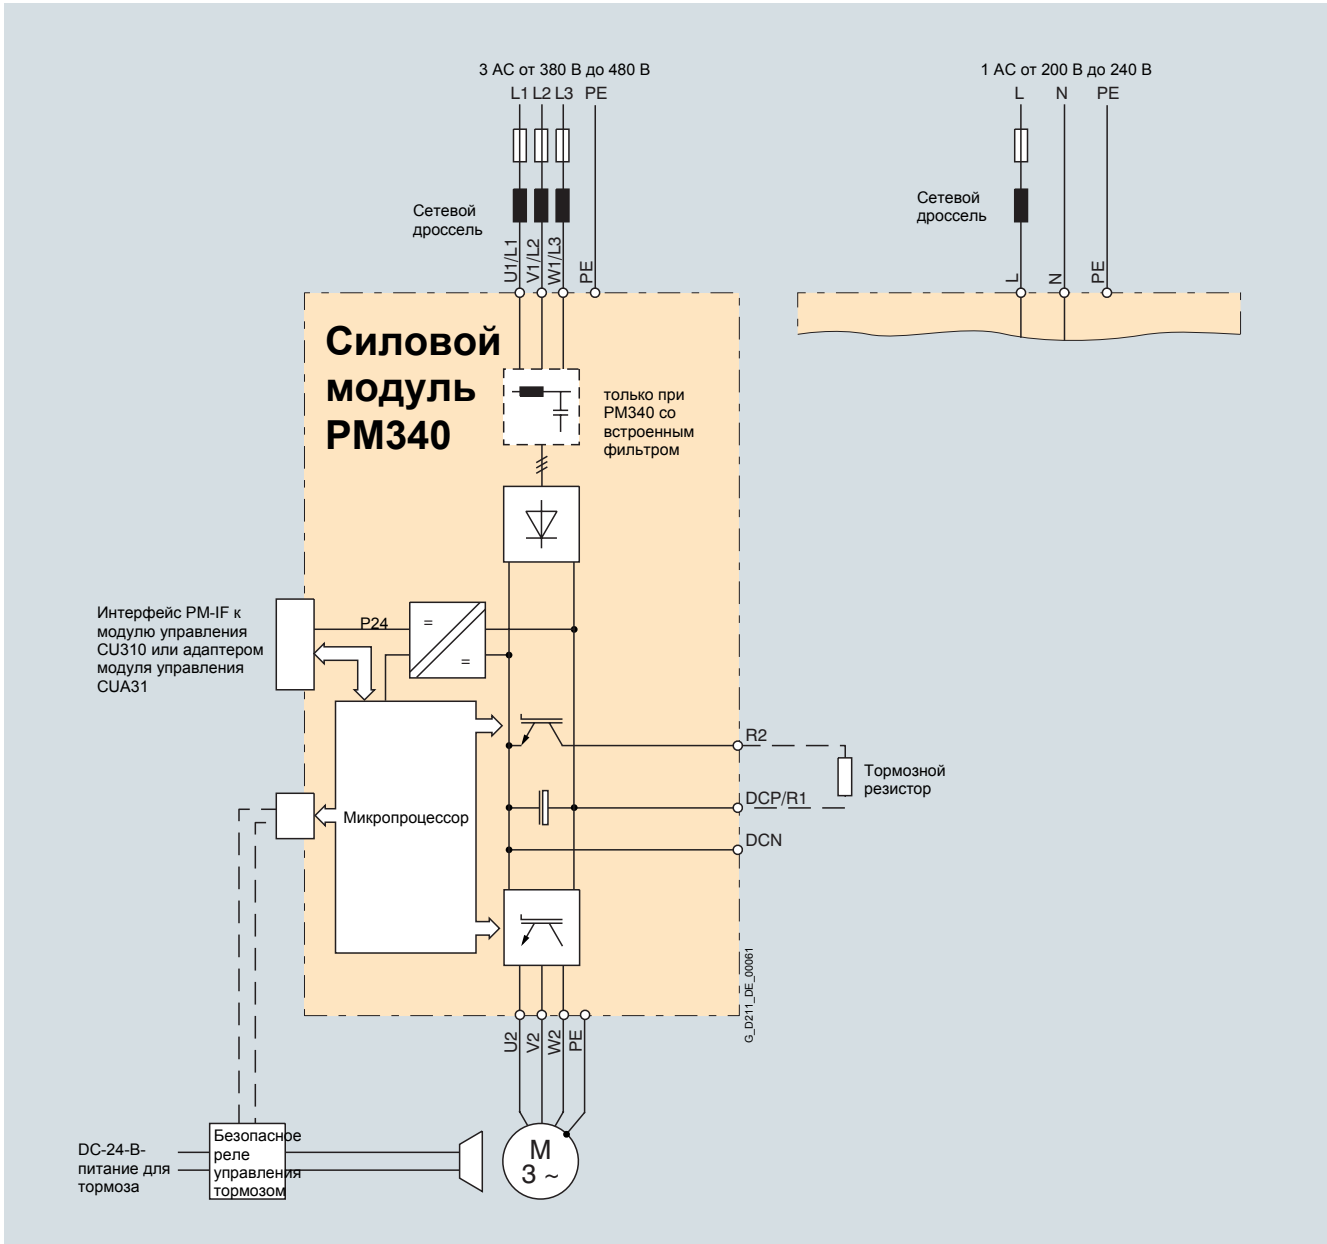 3 AC от 380 В до 480 В
L1 L2 L3 PE
1 AC от 200 В до 240 В
L N PE
Сетевой
дроссель
Сетевой
дроссель
U1/L1
V1/L2
W1/L3
PE
L
N
PE
Силовой
модуль
PM340
только при
PM340 со
встроенным
фильтром
Интерфейс PM-IF к
модулю управления
CU310 или адаптером
модуля управления
CUA31
P24
=
=
R2
Тормозной
резистор
DCP/R1
Микропроцессор
DCN
G_D211_DE_00061
U2
V2
W2
PE
DC-24-В-
питание для
тормоза
Безопасное
реле
управления
тормозом
M
3 ~